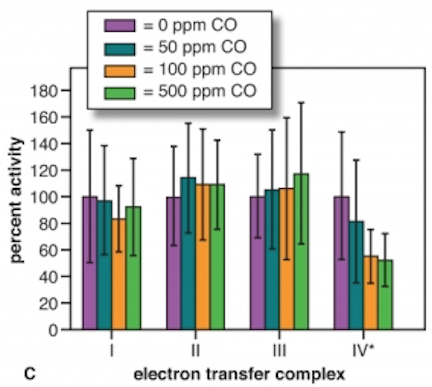 = 0 ppm CO
= 50 ppm CO
= 100 ppm CO
= 500 ppm CO
percent activity
180
160
140
120
100
80
60
40
20
0
I II III IV*
C electron transfer complex